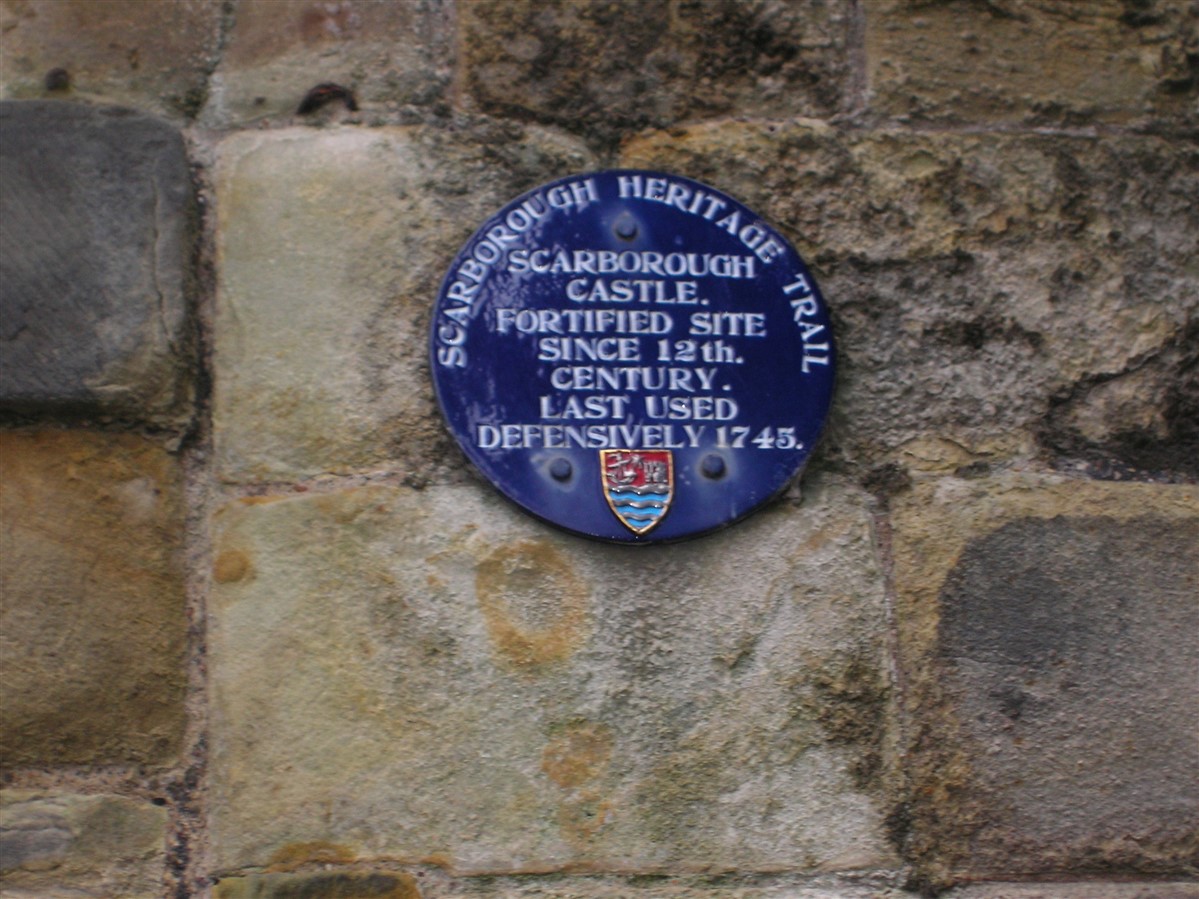 SCARBOROUGH HERITAGE TRAIL
SCARBOROUGH
CASTLE.
FORTIFIED SITE
SINCE 12th.
CENTURY.
LAST USED
DEFENSIVELY 1745.